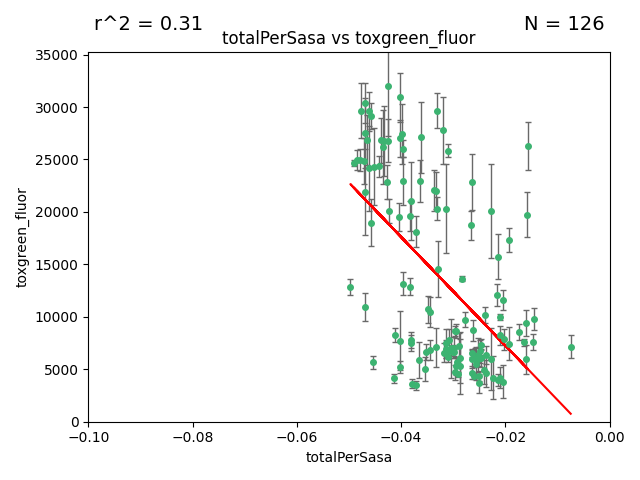 r^2 = 0.31
N = 126
totalPerSasa vs toxgreen_fluor
35000
30000
25000
20000
15000
10000
5000
0
toxgreen_fluor
−0.10
−0.08
−0.06
−0.04
−0.02
0.00
totalPerSasa